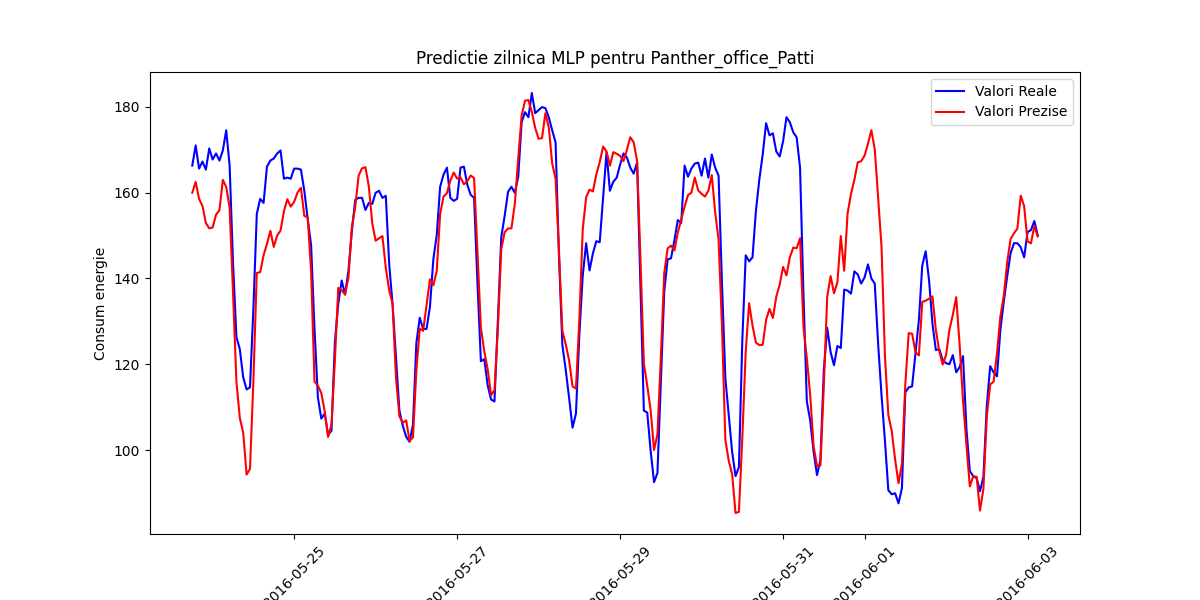 Predictie zilnica MLP pentru Panther_office_Patti
Valori Reale
Valori Prezise
Consum energie
180
160
140
120
100
2016-05-25
2016-05-27
2016-05-29
2016-05-31
2016-06-01
2016-06-03